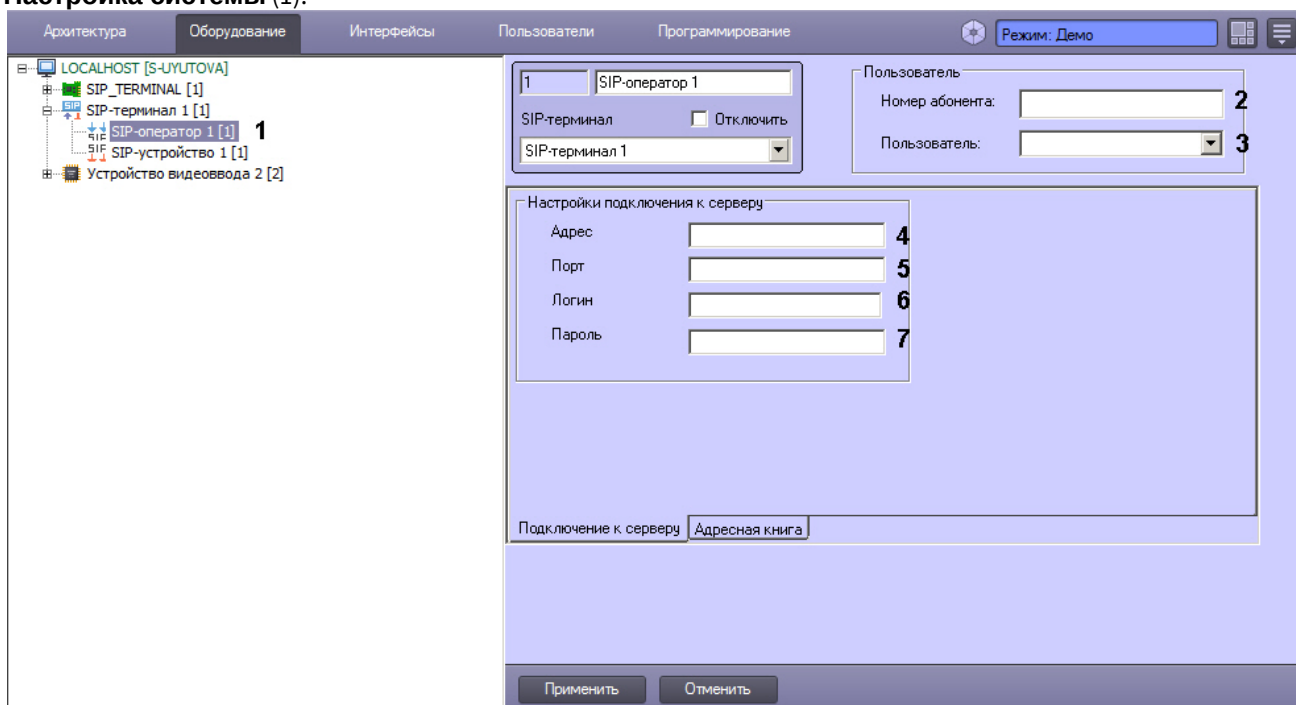 Настройка системы (1).
Архитектура Оборудование Интерфейсы Пользователи Программирование Режим: Демо
LOCALHOST [S-UYUTOVA]
SIP_TERMINAL [1]
SIP-терминал 1 [1]
SIP-оператор 1 [1] 1
SIP-устройство 1 [1]
Устройство видеоввода 2 [2]
1 SIP-оператор 1
SIP-терминал Отключить
SIP-терминал 1
Пользователь
Номер абонента: 2
Пользователь: 3
Настройки подключения к серверу
Адрес 4
Порт 5
Логин 6
Пароль 7
Подключение к серверу Адресная книга
Применить Отменить